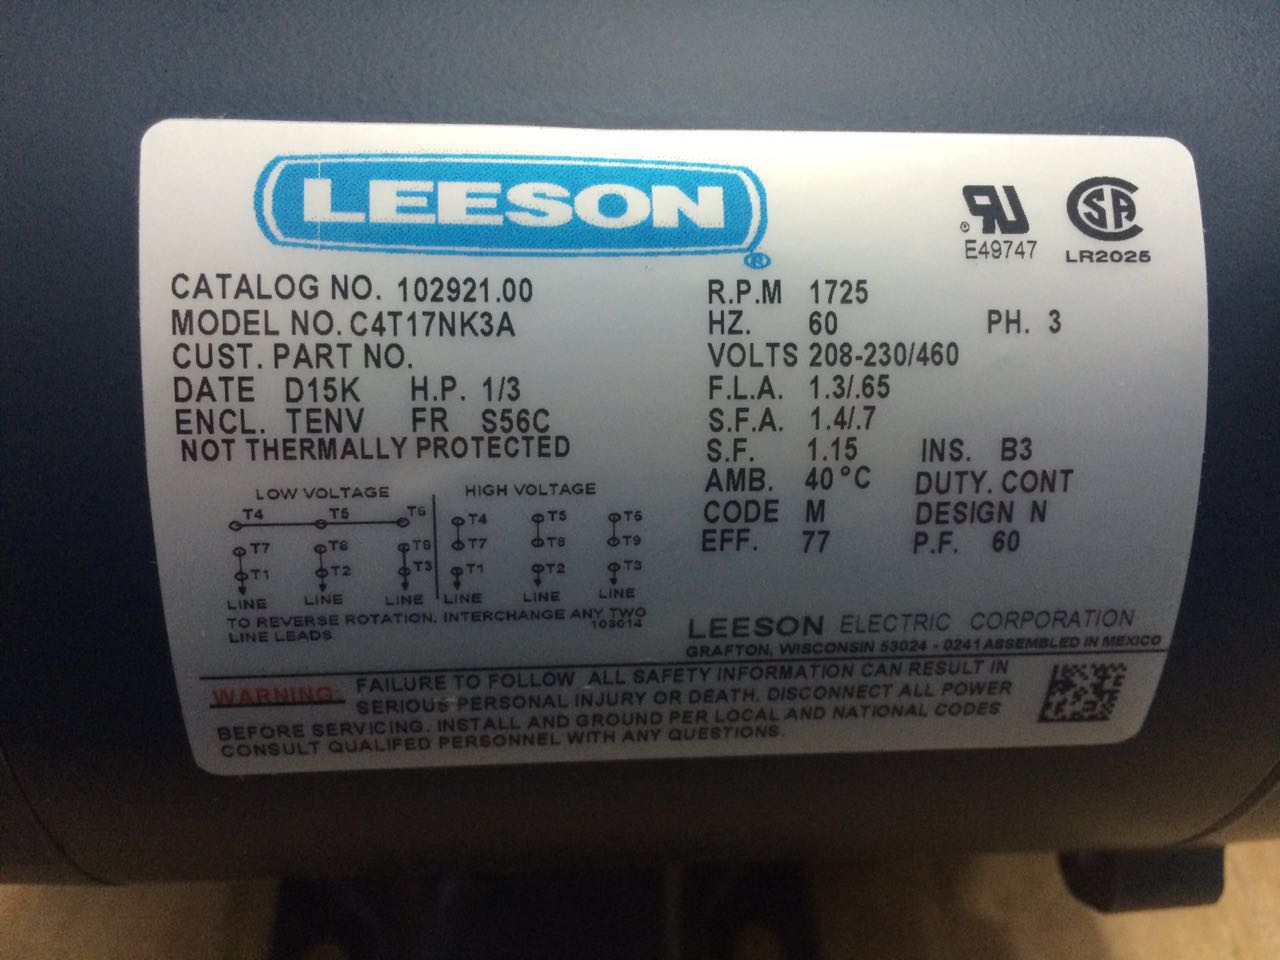 LEESON
®
E49747
LR2025
CATALOG NO. 102921.00
MODEL NO. C4T17NK3A
CUST. PART NO.
DATE D15K H.P. 1/3
ENCL. TENV FR S56C
NOT THERMALLY PROTECTED
R.P.M 1725
HZ. 60 PH. 3
VOLTS 208-230/460
F.L.A. 1.3/.65
S.F.A. 1.4/.7
S.F. 1.15 INS. B3
AMB. 40°C DUTY. CONT
CODE M DESIGN N
EFF. 77 P.F. 60
LOW VOLTAGE HIGH VOLTAGE
T4 T5 T6 T4 T5 T6
T7 T8 T9 T7 T8 T9
T1 T2 T3 T1 T2 T3
LINE LINE LINE LINE LINE LINE
TO REVERSE ROTATION, INTERCHANGE ANY TWO
LINE LEADS 103014
LEESON ELECTRIC CORPORATION
GRAFTON, WISCONSIN 53024 - 0241 ASSEMBLED IN MEXICO
WARNING FAILURE TO FOLLOW ALL SAFETY INFORMATION CAN RESULT IN
SERIOUS PERSONAL INJURY OR DEATH. DISCONNECT ALL POWER
BEFORE SERVICING. INSTALL AND GROUND PER LOCAL AND NATIONAL CODES
CONSULT QUALIFED PERSONNEL WITH ANY QUESTIONS.